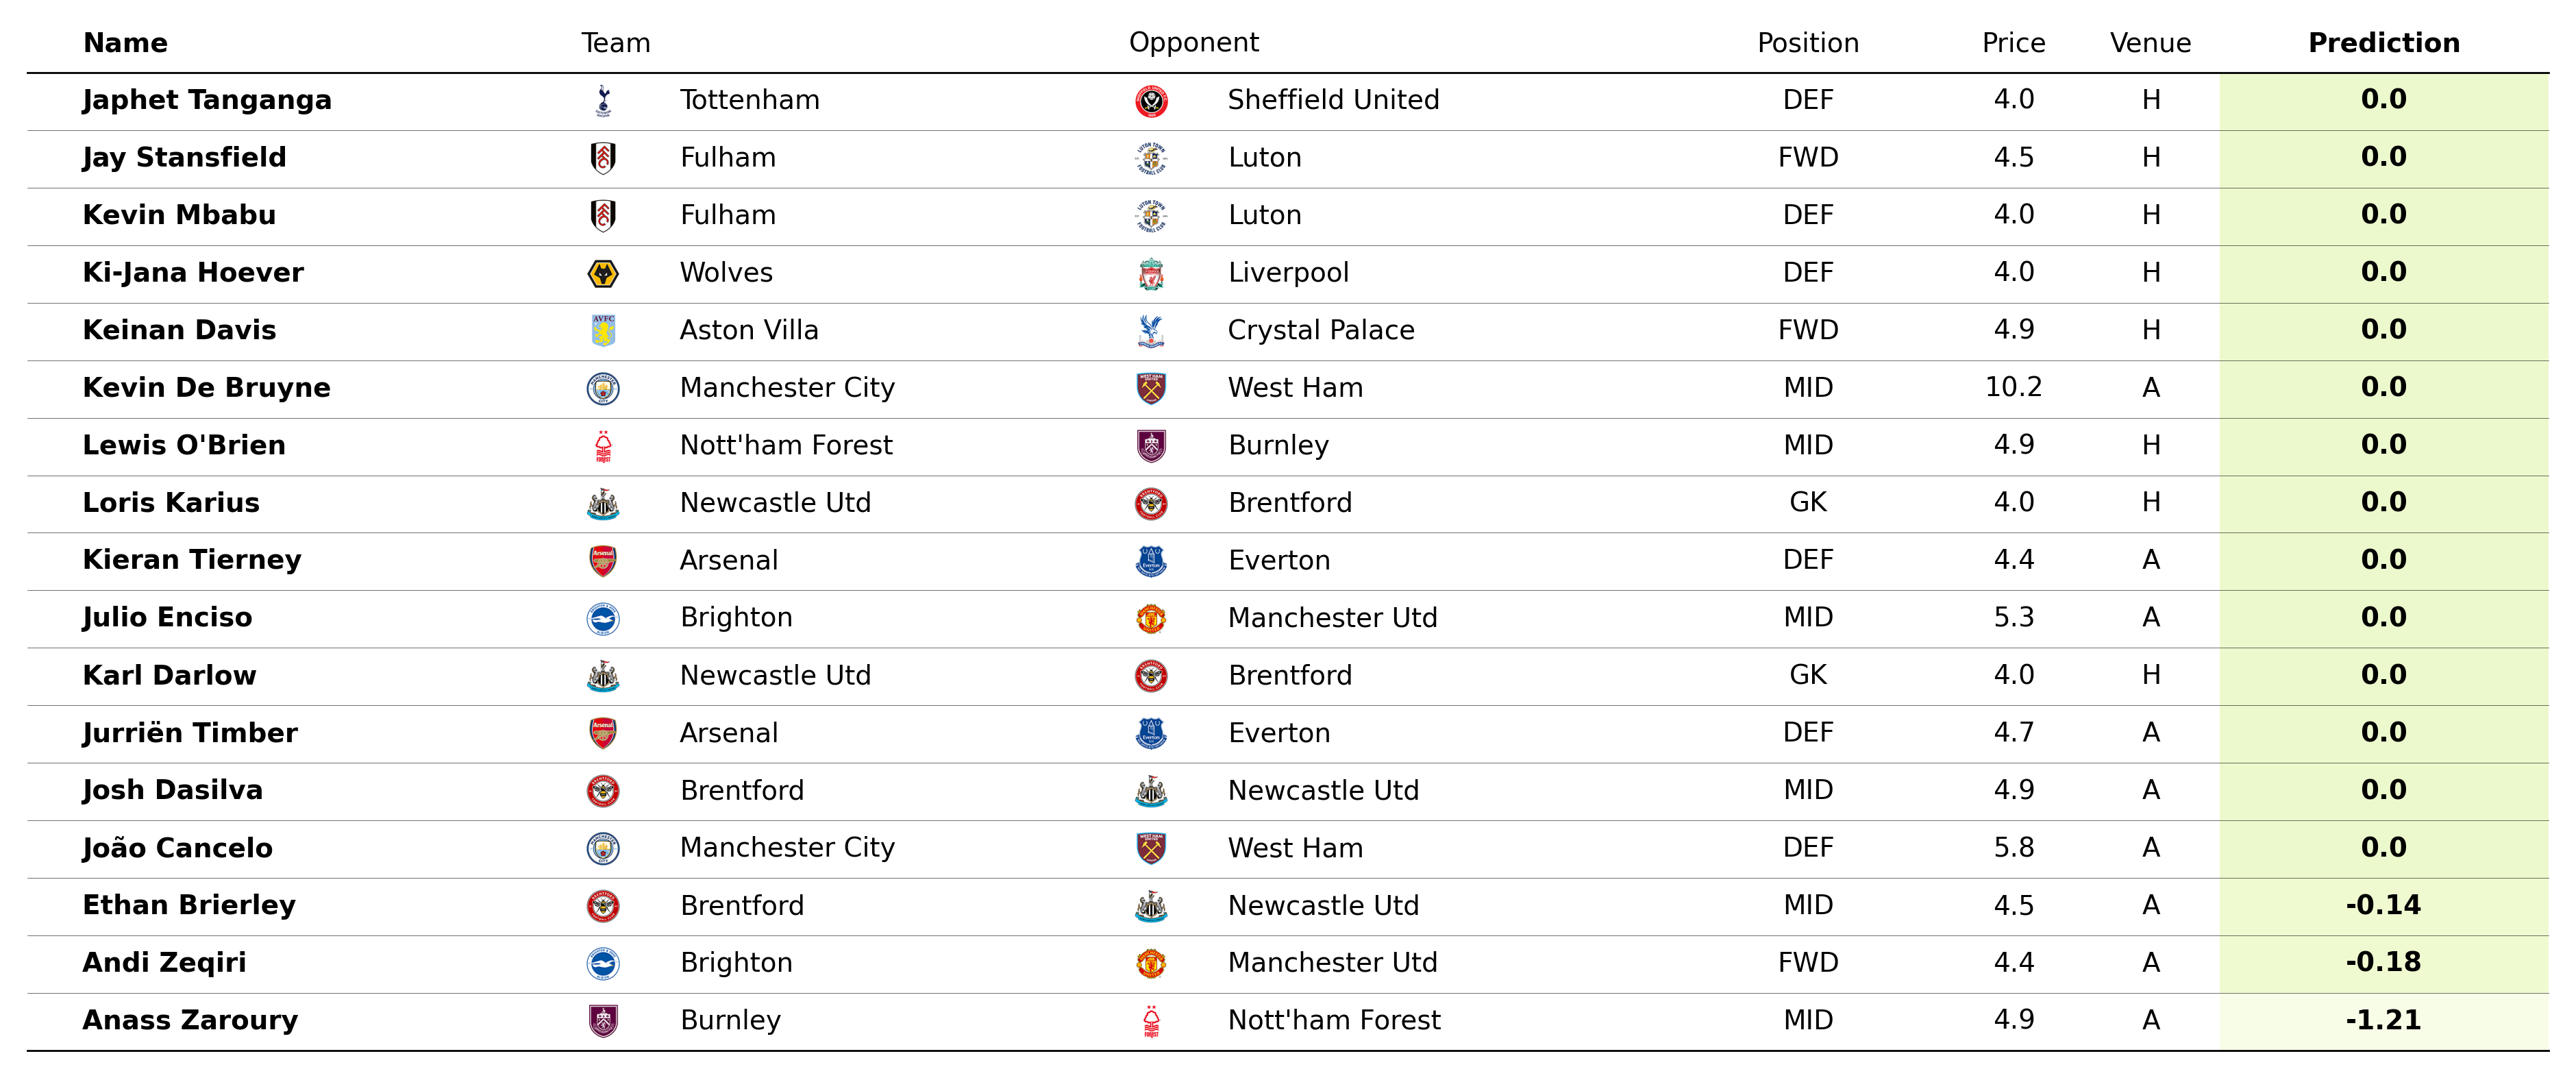 Name Team Opponent Position Price Venue Prediction
Japhet Tanganga Tottenham Sheffield United DEF 4.0 H 0.0
Jay Stansfield Fulham Luton FWD 4.5 H 0.0
Kevin Mbabu Fulham Luton DEF 4.0 H 0.0
Ki-Jana Hoever Wolves Liverpool DEF 4.0 H 0.0
Keinan Davis Aston Villa Crystal Palace FWD 4.9 H 0.0
Kevin De Bruyne Manchester City West Ham MID 10.2 A 0.0
Lewis O'Brien Nott'ham Forest Burnley MID 4.9 H 0.0
Loris Karius Newcastle Utd Brentford GK 4.0 H 0.0
Kieran Tierney Arsenal Everton DEF 4.4 A 0.0
Julio Enciso Brighton Manchester Utd MID 5.3 A 0.0
Karl Darlow Newcastle Utd Brentford GK 4.0 H 0.0
Jurriën Timber Arsenal Everton DEF 4.7 A 0.0
Josh Dasilva Brentford Newcastle Utd MID 4.9 A 0.0
João Cancelo Manchester City West Ham DEF 5.8 A 0.0
Ethan Brierley Brentford Newcastle Utd MID 4.5 A -0.14
Andi Zeqiri Brighton Manchester Utd FWD 4.4 A -0.18
Anass Zaroury Burnley Nott'ham Forest MID 4.9 A -1.21